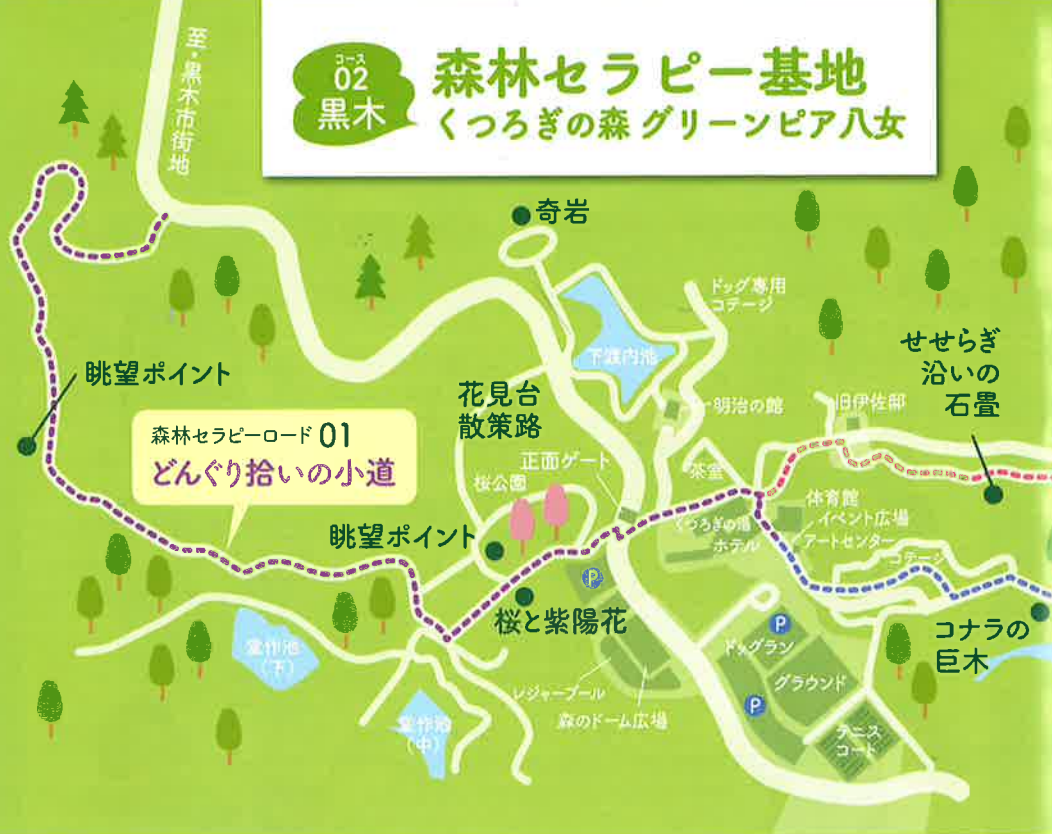 コース
02
黒木
森林セラピー基地
くつろぎの森 グリーンピア八女
至・黒木市街地
奇岩
ドッグ専用
コテージ
下渡内池
せせらぎ
沿いの
石畳
眺望ポイント
花見台
散策路
明治の館
旧伊佐邸
森林セラピーロード 01
どんぐり拾いの小道
正面ゲート
茶室
桜公園
体育館
イベント広場
アートセンター
くつろぎの湯
ホテル
コテージ
眺望ポイント
P
桜と紫陽花
コナラの
巨木
P
ドッグラン
グラウンド
(下)
レジャープール
森のドーム広場
P
(中)
テニス
コート